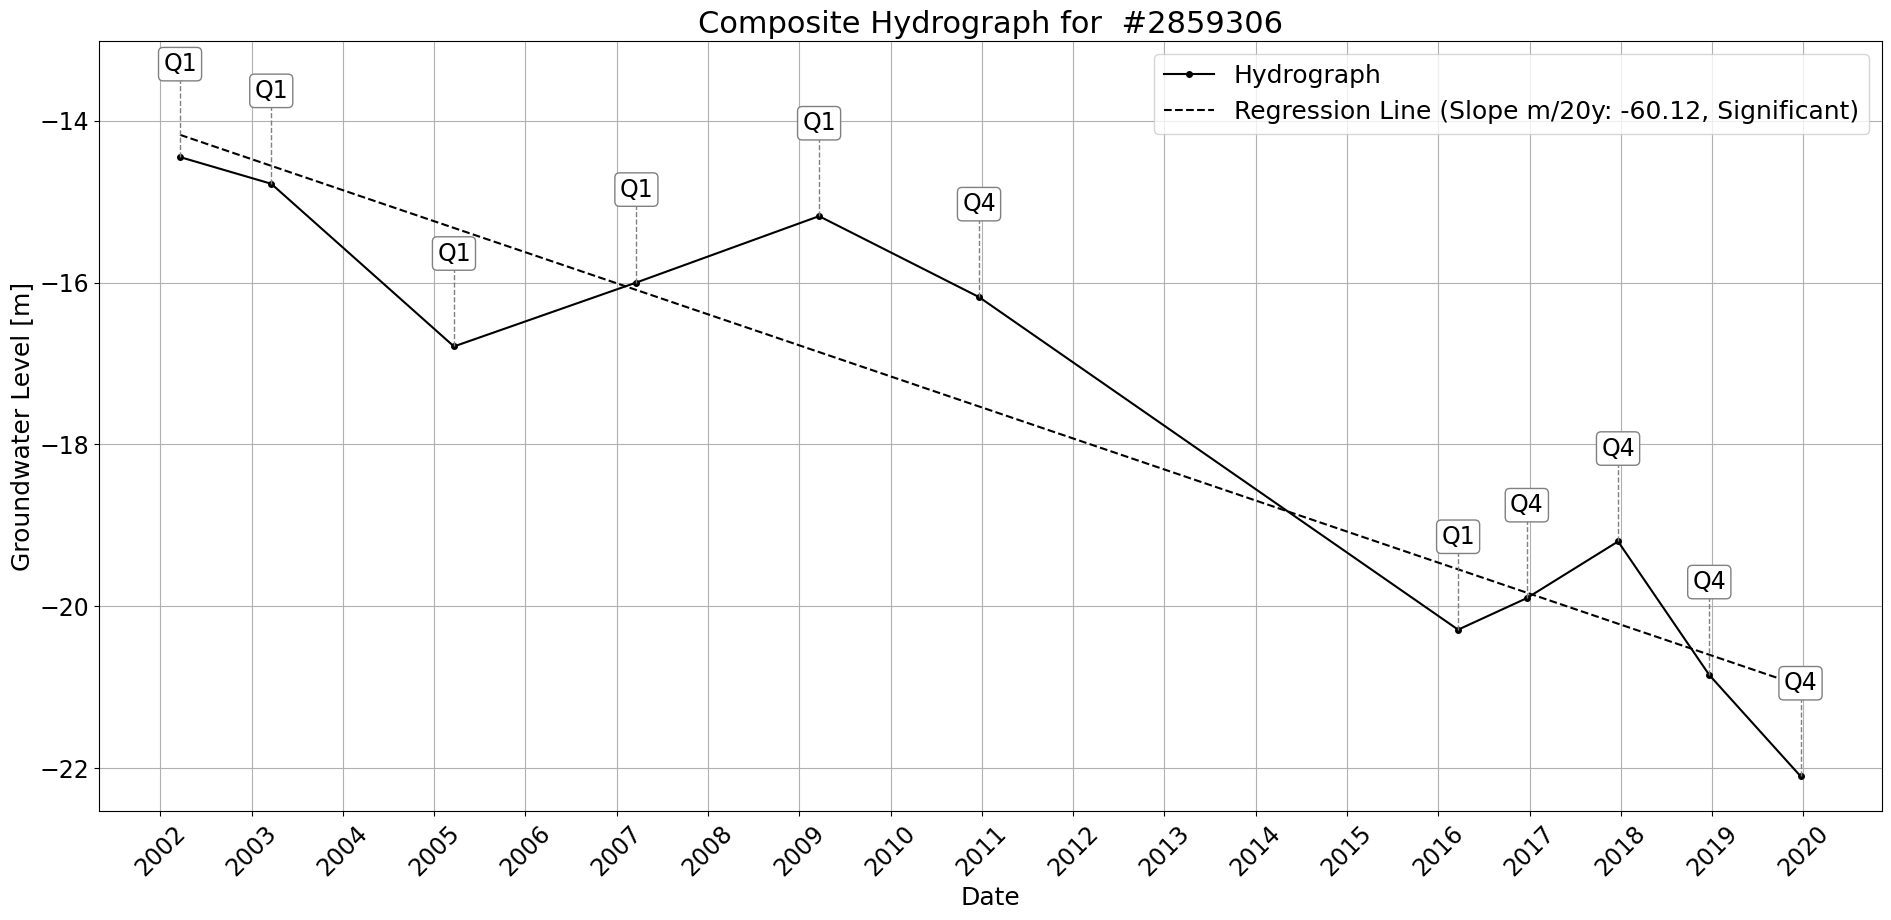 Composite Hydrograph for #2859306
Hydrograph
Regression Line (Slope m/20y: -60.12, Significant)
Q1
Q1
Q1
Q1
Q1
Q4
Q1
Q4
Q4
Q4
Q4
Groundwater Level [m]
−14
−16
−18
−20
−22
2002
2003
2004
2005
2006
2007
2008
2009
2010
2011
2012
2013
2014
2015
2016
2017
2018
2019
2020
Date